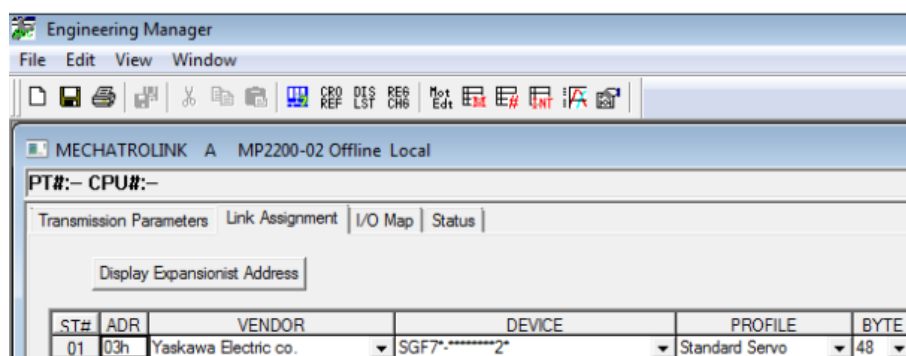 Engineering Manager
File Edit View Window
CRO REF DIS LST REG CH6 Mot Edt INT
MECHATROLINK A MP2200-02 Offline Local
PT#:– CPU#:–
Transmission Parameters Link Assignment I/O Map Status
Display Expansionist Address
ST# ADR VENDOR DEVICE PROFILE BYTE
01 03h Yaskawa Electric co. SGF7*-********2* Standard Servo 48